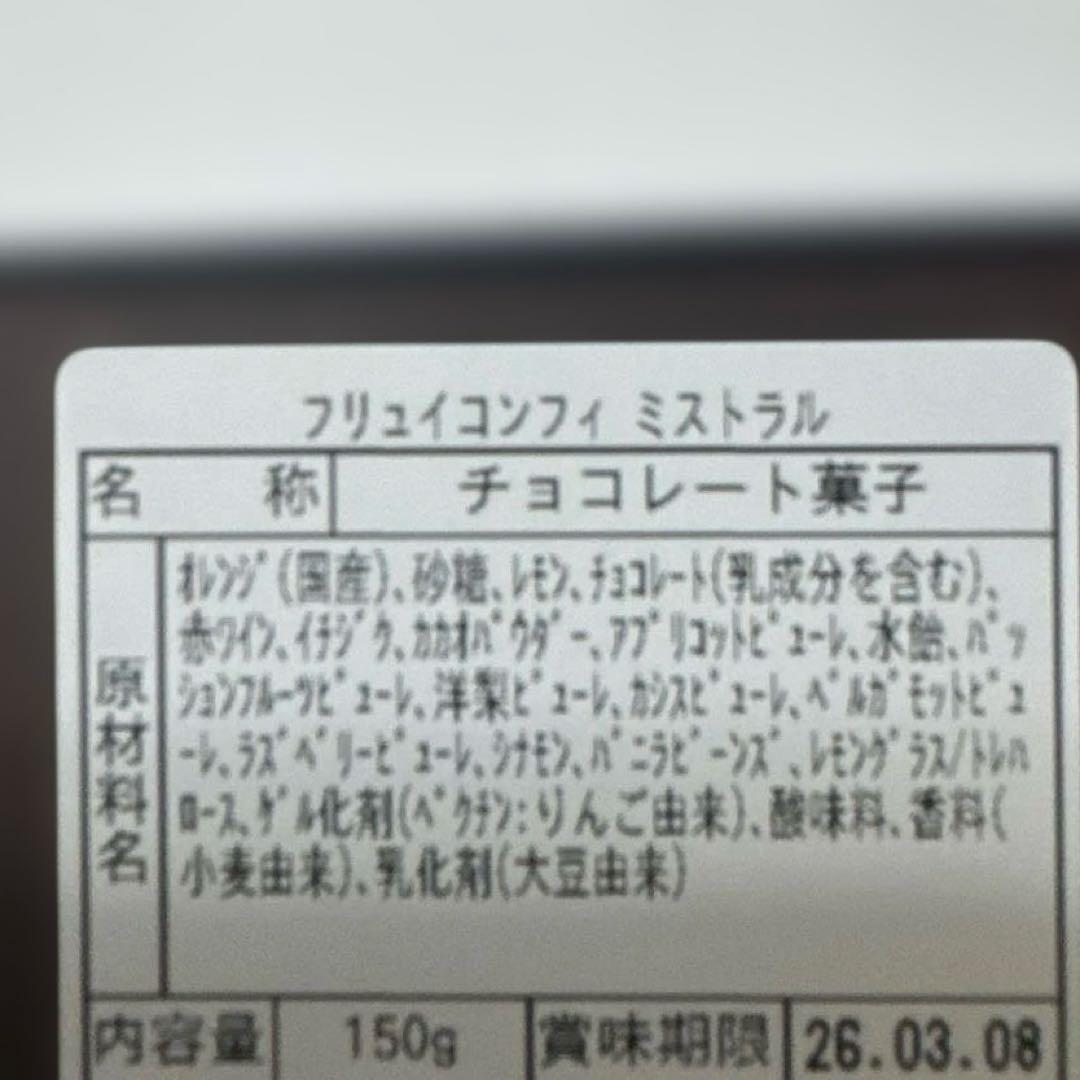 フリュイコンフィ ミストラル
名 称 チョコレート菓子
原材料名
ｵﾚﾝｼﾞ(国産)､砂糖､ﾚﾓﾝ､ﾁｮｺﾚｰﾄ(乳成分を含む)､
赤ﾜｲﾝ､ｲﾁｼﾞｸ､ｶｶｵﾊﾟｳﾀﾞｰ､ｱﾌﾟﾘｺｯﾄﾋﾟｭｰﾚ､水飴､ﾊﾟｯ
ｼｮﾝﾌﾙｰﾂﾋﾟｭｰﾚ､洋梨ﾋﾟｭｰﾚ､ｶｼｽﾋﾟｭｰﾚ､ﾍﾞﾙｶﾞﾓｯﾄﾋﾟｭ
ｰﾚ､ﾗｽﾞﾍﾞﾘｰﾋﾟｭｰﾚ､ｼﾅﾓﾝ､ﾊﾞﾆﾗﾋﾞｰﾝｽﾞ､ﾚﾓﾝｸﾞﾗｽ/ﾄﾚﾊ
ﾛｰｽ､ｹﾞﾙ化剤(ﾍﾟｸﾁﾝ:りんご由来)､酸味料､香料(
小麦由来)､乳化剤(大豆由来)
内容量 150g 賞味期限 26.03.08